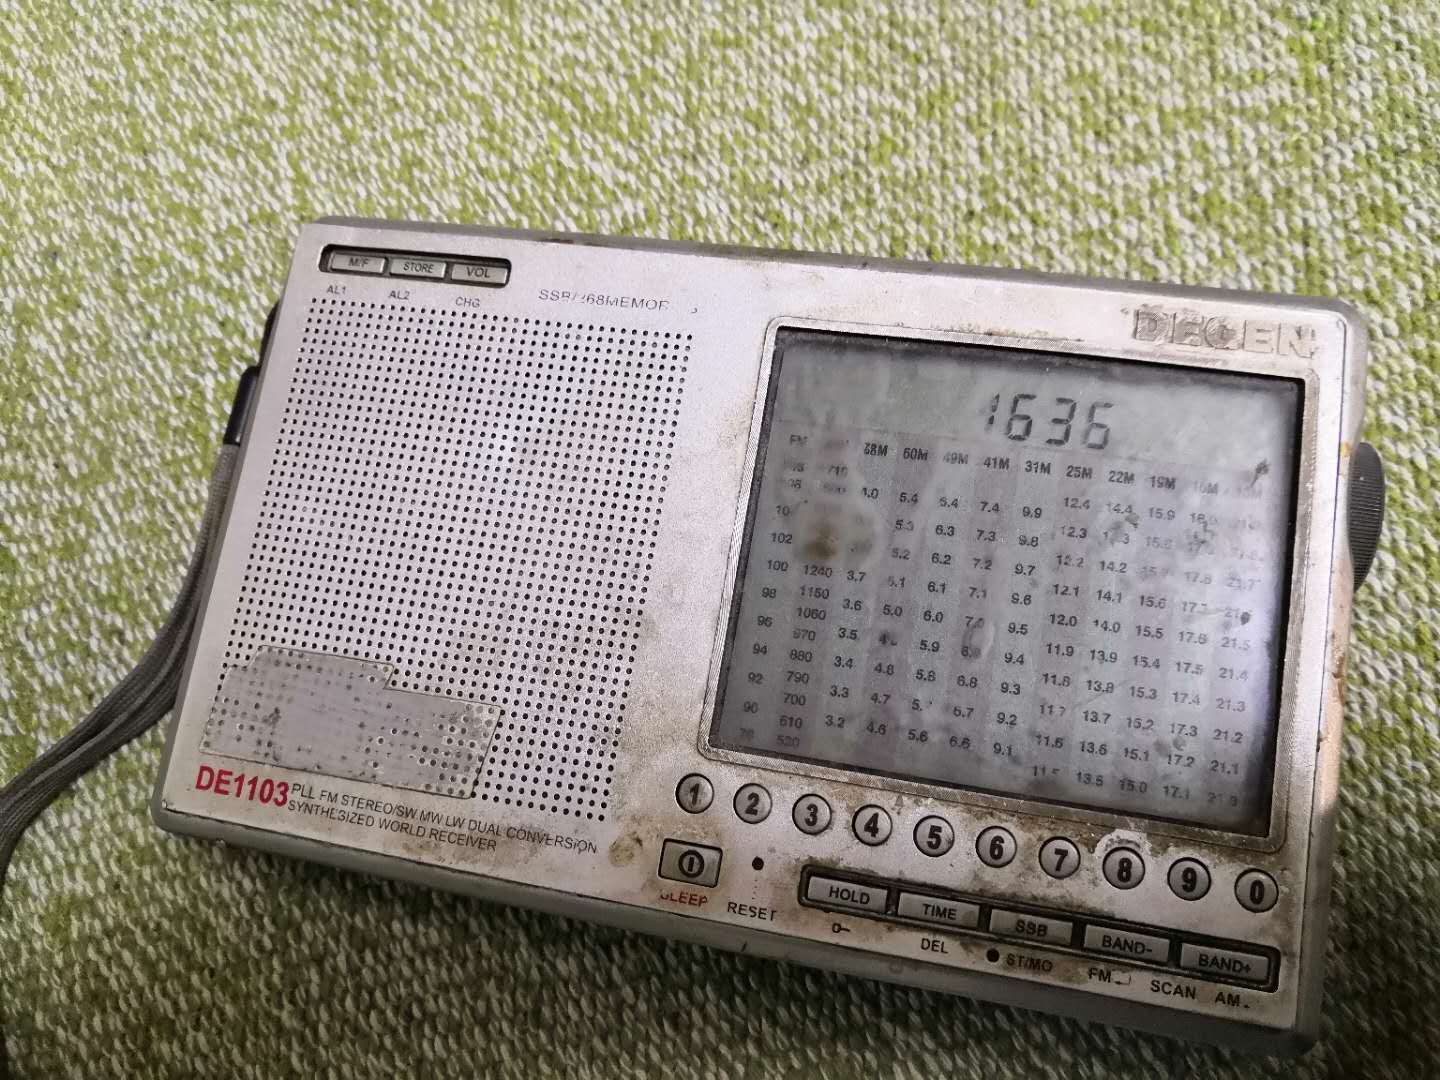 M/F STORE VOL
AL1 AL2 CHG
DEGEN
1636
FM 60M 49M 41M 31M 25M 22M 19M
4.0 5.4 6.4 7.4 9.9 12.4 14.4 15.9
6.3 7.3 9.8 12.3
102 5.2 6.2 7.2 9.7 12.2 14.2
100 1240 3.7 5.1 6.1 7.1 9.6 12.1 14.1 15.6
98 1150 3.6 5.0 6.0 9.5 12.0 14.0 15.5 17.6 21.5
96 1060 3.5 5.9 9.4 11.9 13.9 15.4 17.5 21.4
94 970 3.4 4.8 5.8 6.8 9.3 11.8 13.8 15.3 17.4 21.3
92 880 3.3 4.7 6.7 9.2 13.7 15.2 17.3 21.2
90 790 3.2 4.6 5.6 6.6 9.1 11.6 13.6 15.1 17.2 21.1
700 13.5 15.0
610
520
DE1103 PLL FM STEREO/SW.MW.LW DUAL CONVERSION
SYNTHESIZED WORLD RECEIVER
1 2 3 4 5 6 7 8 9 0
SLEEP RESET HOLD TIME SSB BAND- BAND+
DEL ST/MO FM SCAN AM